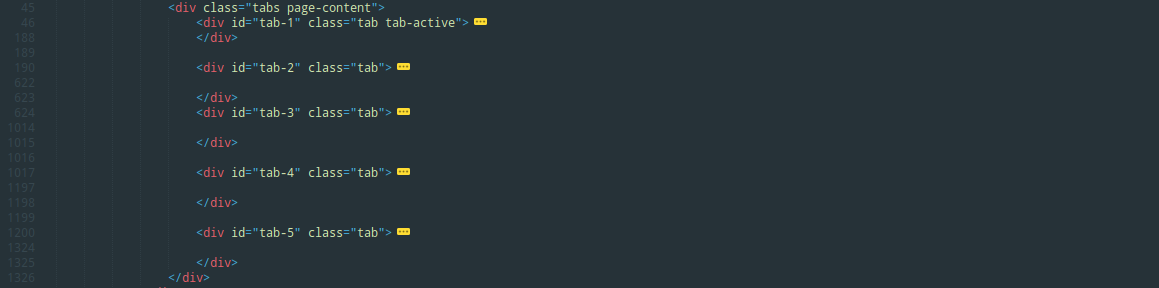 45 <div class="tabs page-content">
46 <div id="tab-1" class="tab tab-active">
188 </div>
189
190 <div id="tab-2" class="tab">
622
623 </div>
624 <div id="tab-3" class="tab">
1014
1015 </div>
1016
1017 <div id="tab-4" class="tab">
1197
1198 </div>
1199
1200 <div id="tab-5" class="tab">
1324
1325 </div>
1326 </div>